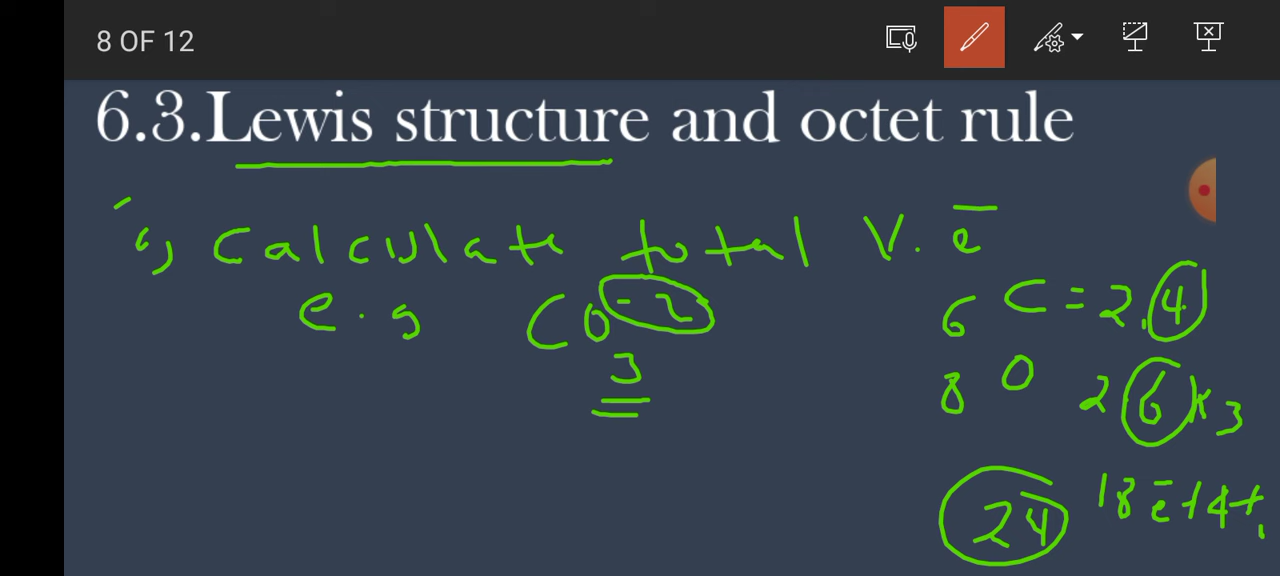 8 OF 12
6.3.Lewis structure and octet rule
Calculate total V. e̅
e.g CO₃⁻²
6 C = 2,4
8 O 2 6 x 3
24 18 e̅ + 4 +